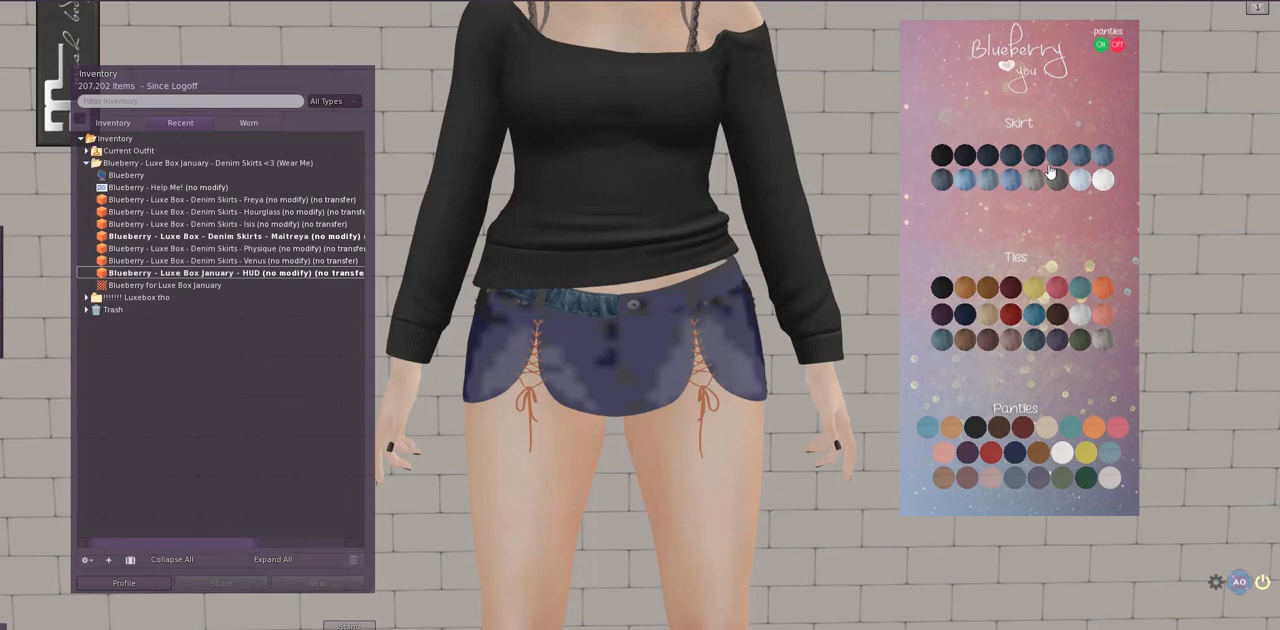 1
Inventory
207,202 Items - Since Logoff
Filter Inventory
All Types
Inventory
Recent
Worn
Inventory
Current Outfit
Blueberry - Luxe Box January - Denim Skirts <3 (Wear Me)
Blueberry
Blueberry - Help Me! (no modify)
Blueberry - Luxe Box - Denim Skirts - Freya (no modify) (no transfer)
Blueberry - Luxe Box - Denim Skirts - Hourglass (no modify) (no transfe
Blueberry - Luxe Box - Denim Skirts - Isis (no modify) (no transfer)
Blueberry - Luxe Box - Denim Skirts - Maitreya (no modify) (
Blueberry - Luxe Box - Denim Skirts - Physique (no modify) (no transfer
Blueberry - Luxe Box - Denim Skirts - Venus (no modify) (no transfer)
Blueberry - Luxe Box January - HUD (no modify) (no transfe
Blueberry for Luxe Box January
!!!!!!! Luxebox tho
Trash
Collapse All
Expand All
Profile
Share
Wear
Stand
Blueberry
you
panties
ON
OFF
Skirt
Ties
Panties
AO